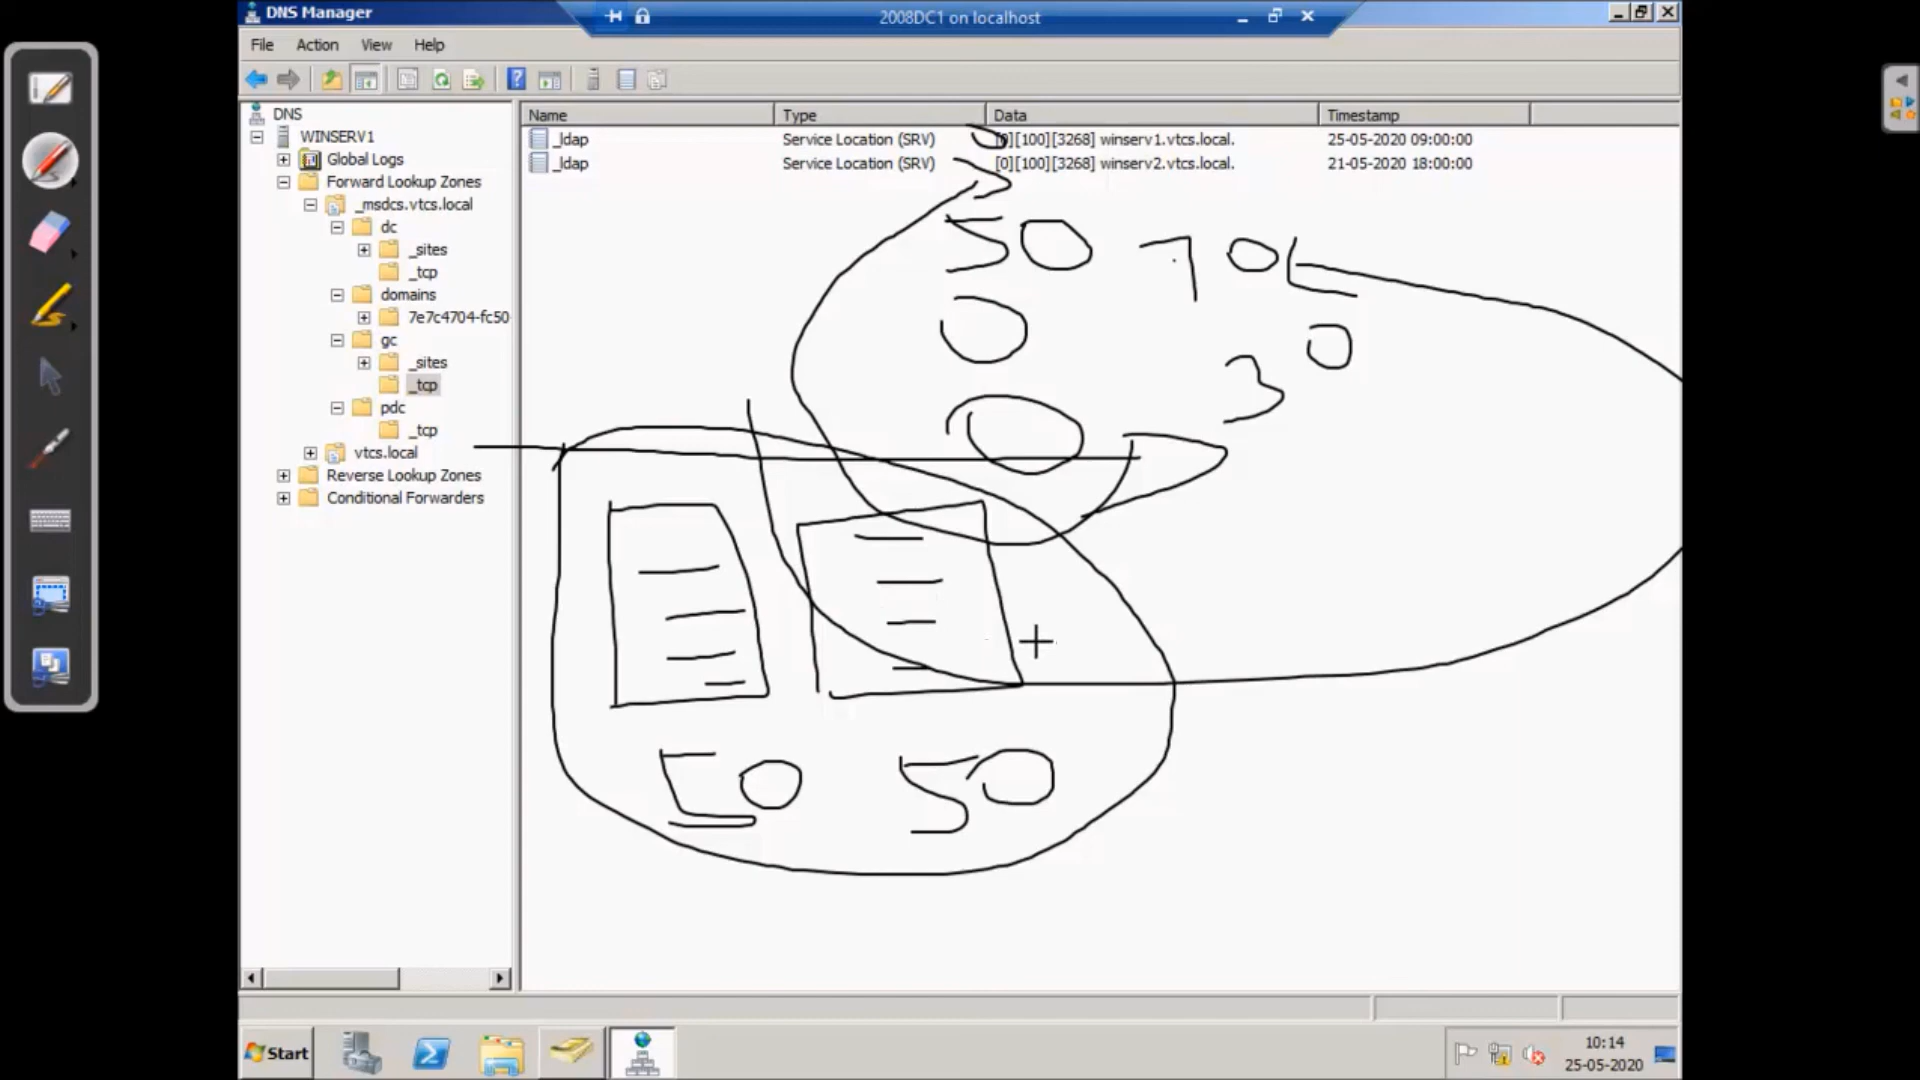 DNS Manager
2008DC1 on localhost
File Action View Help
DNS
WINSERV1
Global Logs
Forward Lookup Zones
_msdcs.vtcs.local
dc
_sites
_tcp
domains
7e7c4704-fc50
gc
_sites
_tcp
pdc
_tcp
vtcs.local
Reverse Lookup Zones
Conditional Forwarders
Name Type Data Timestamp
_ldap Service Location (SRV) [0][100][3268] winserv1.vtcs.local. 25-05-2020 09:00:00
_ldap Service Location (SRV) [0][100][3268] winserv2.vtcs.local. 21-05-2020 18:00:00
50 70
0
30
50 50
Start
10:14
25-05-2020